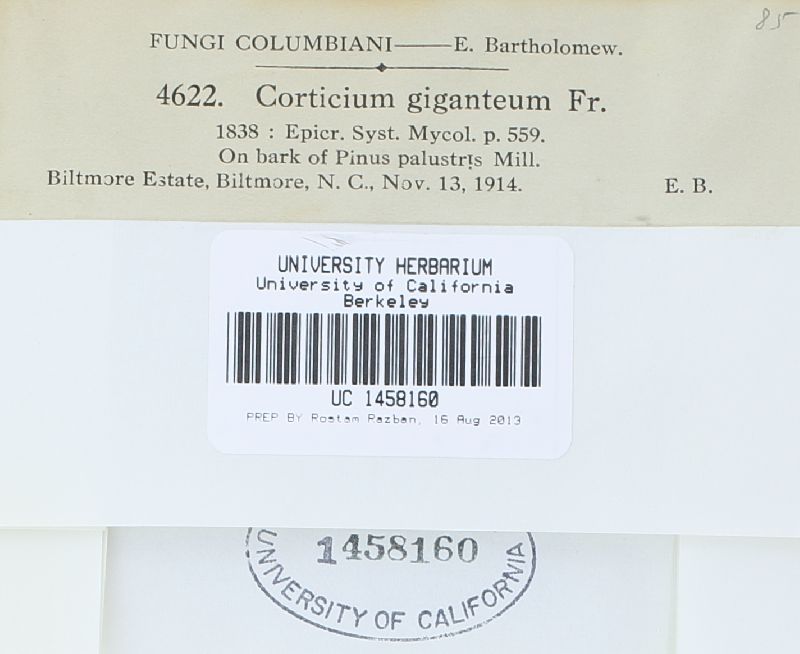 85
FUNGI COLUMBIANI——E. Bartholomew.
4622. Corticium giganteum Fr.
1838 : Epicr. Syst. Mycol. p. 559.
On bark of Pinus palustris Mill.
Biltmore Estate, Biltmore, N. C., Nov. 13, 1914. E. B.
UNIVERSITY HERBARIUM
University of California
Berkeley
UC 1458160
PREP BY Rostam Razban, 16 Aug 2013
1458160
UNIVERSITY OF CALIFORNIA